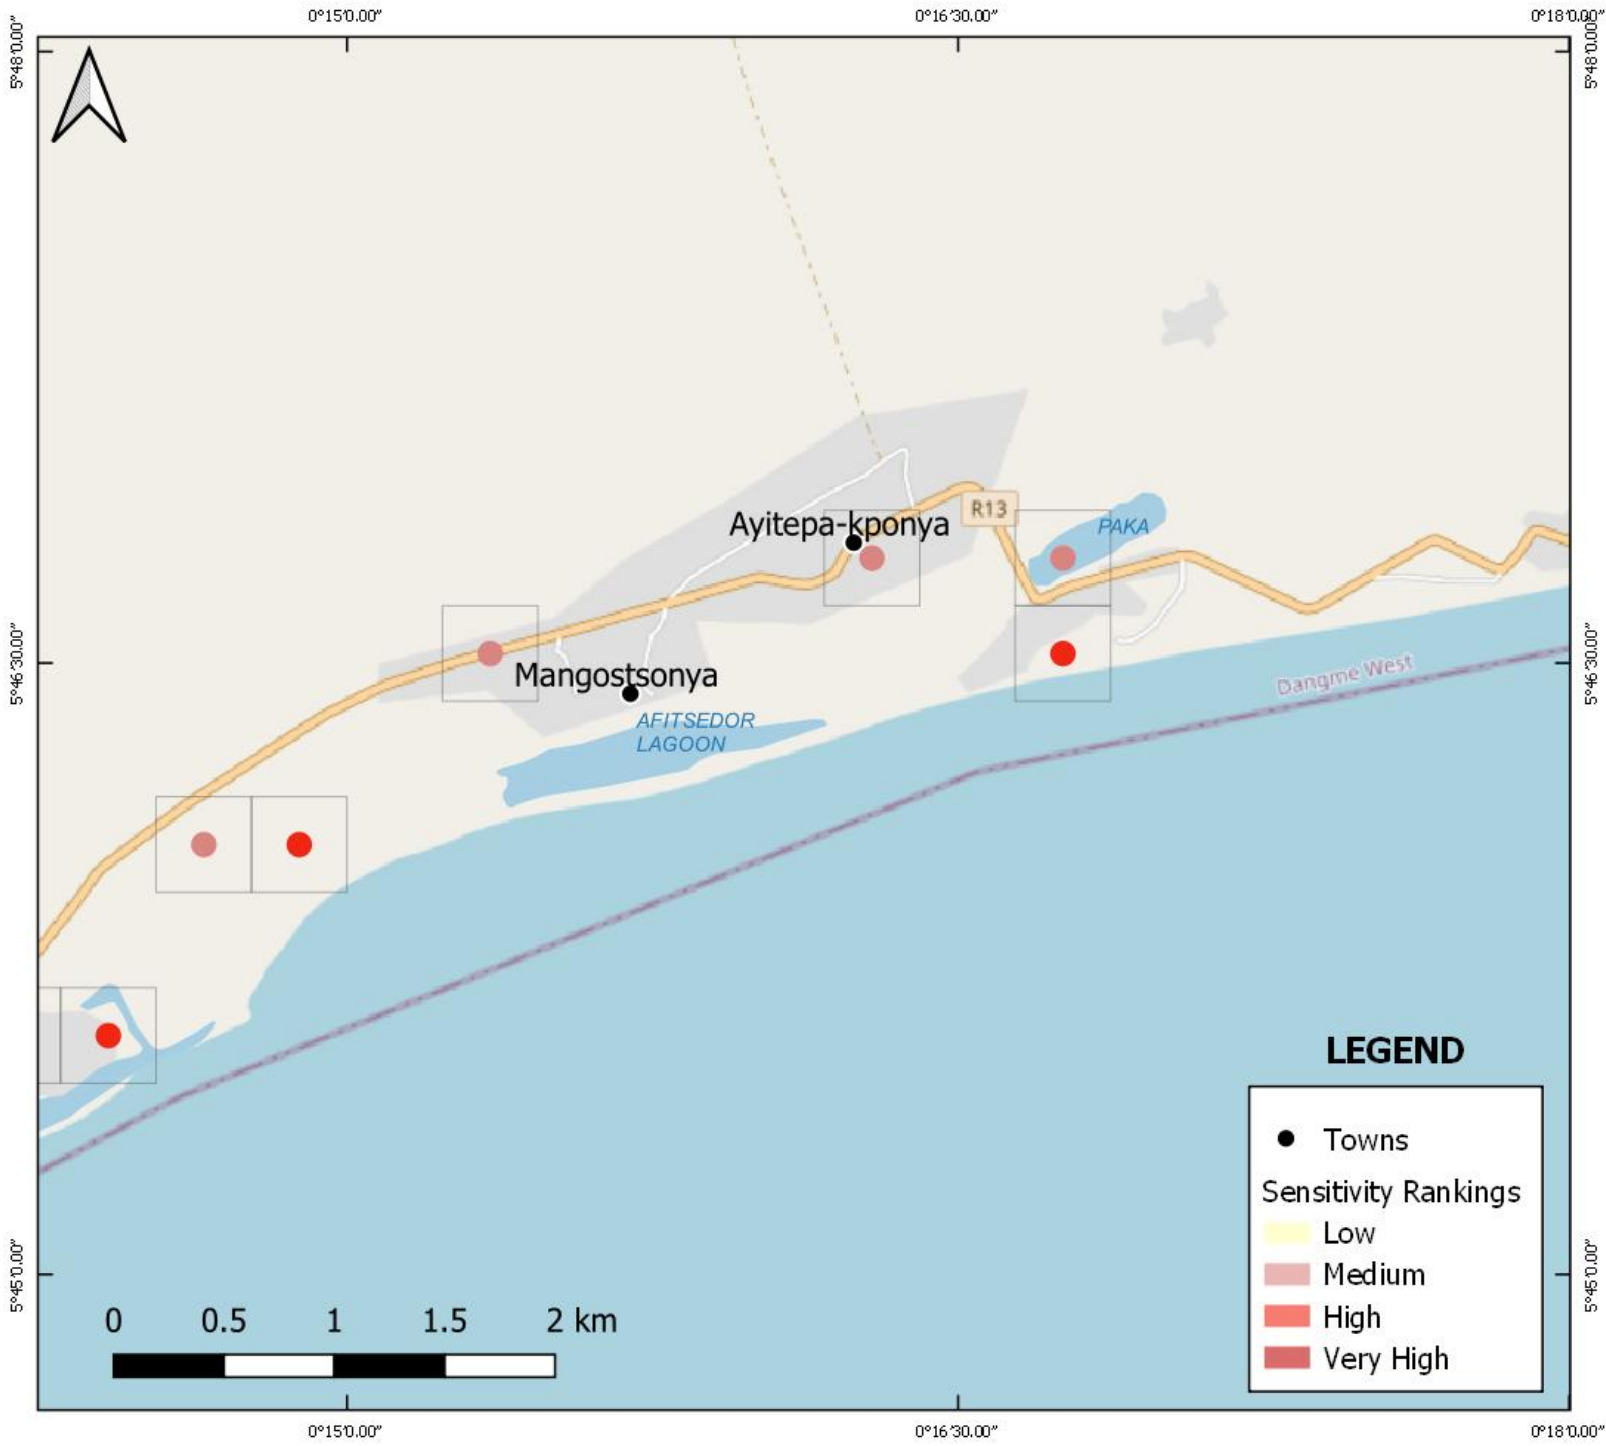 0°15'0.00"
0°16'30.00"
0°18'0.00"
5°48'0.00"
5°48'0.00"
R13
Ayitepa-kponya
PAKA
5°46'30.00"
5°46'30.00"
Mangostsonya
Dangme West
AFITSEDOR
LAGOON
LEGEND
Towns
Sensitivity Rankings
Low
Medium
High
Very High
5°45'0.00"
5°45'0.00"
0 0.5 1 1.5 2 km
0°15'0.00"
0°16'30.00"
0°18'0.00"